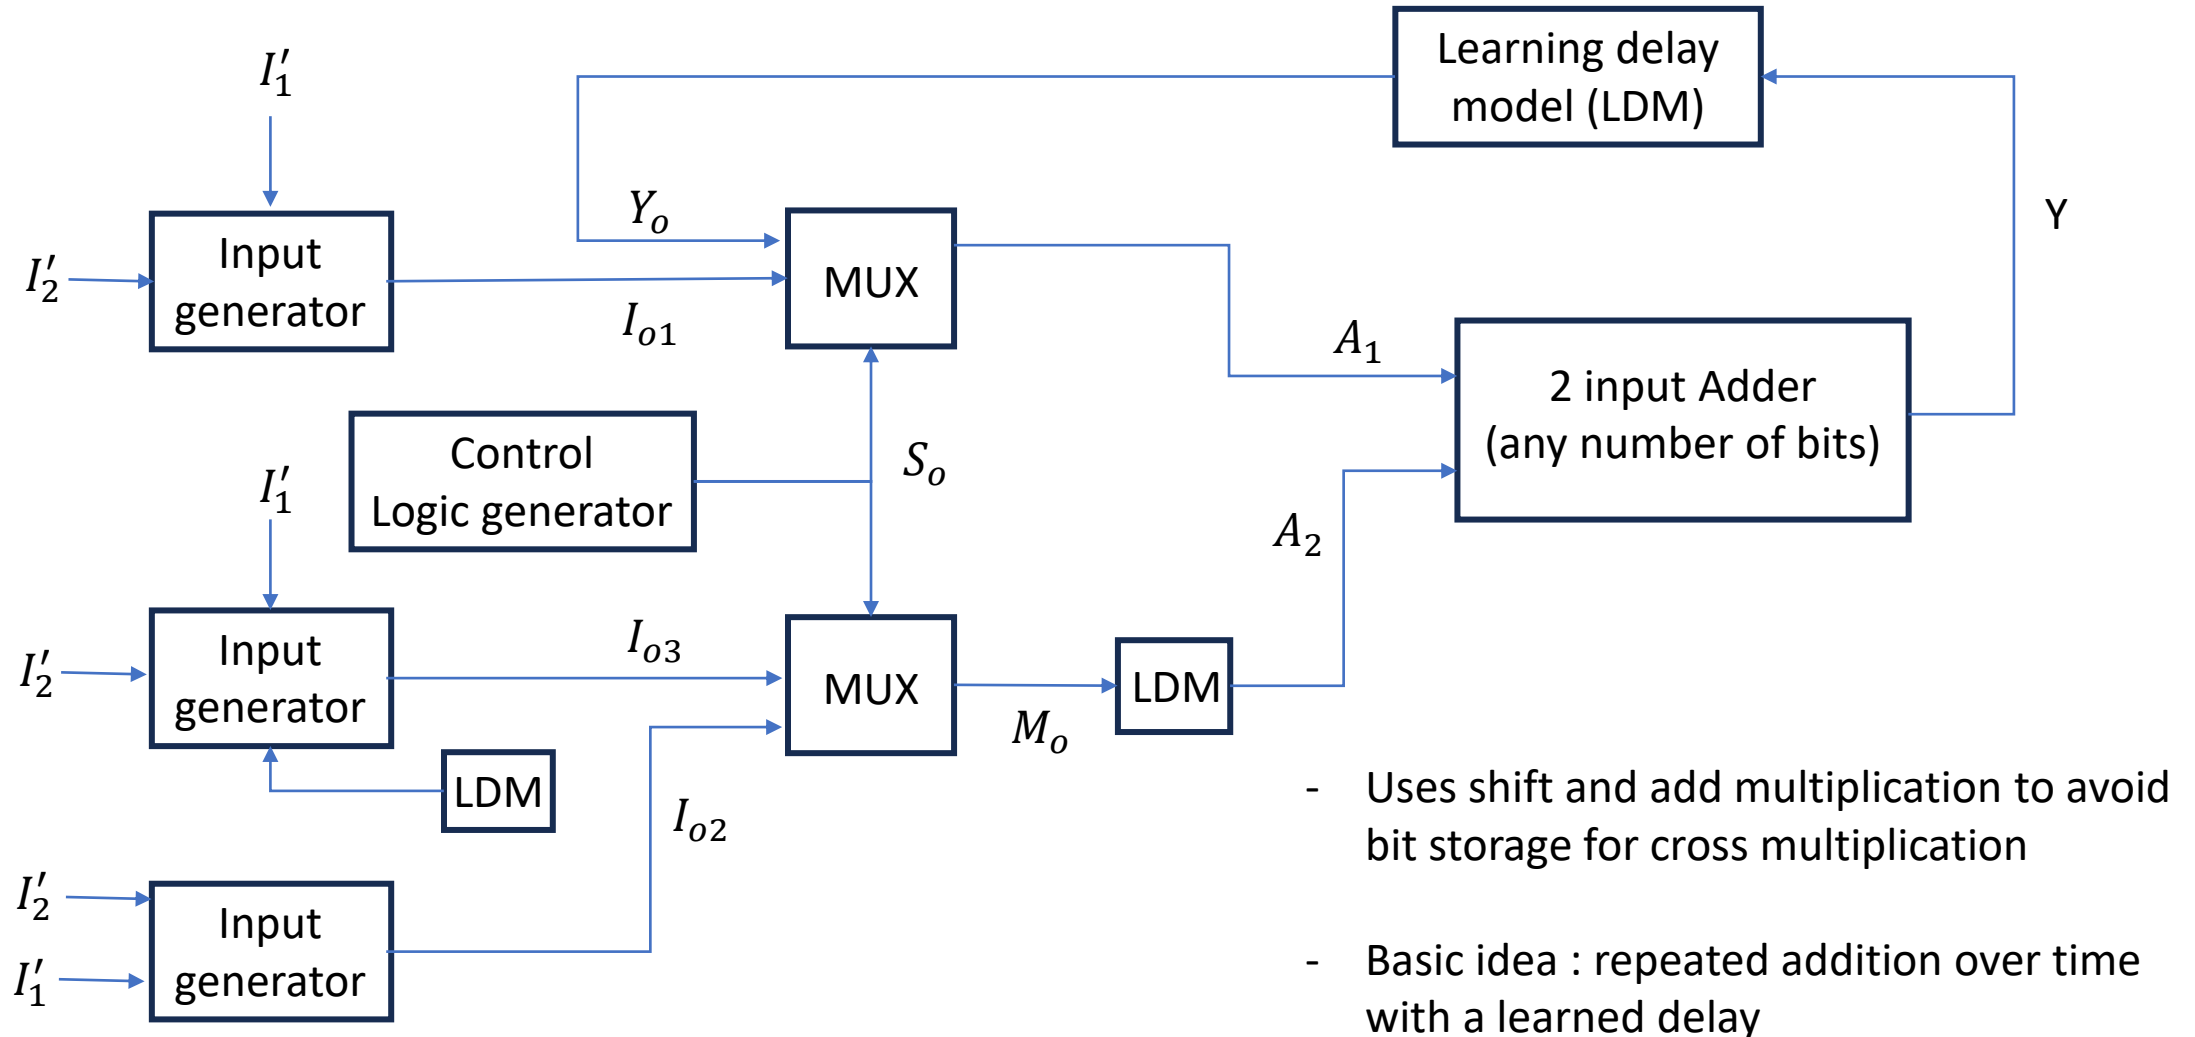 Learning delay
model (LDM)
I′₁
Yₒ
Y
Input
generator
I′₂
MUX
Iₒ₁
A₁
2 input Adder
(any number of bits)
Control
Logic generator
Sₒ
I′₁
A₂
Input
generator
I′₂
Iₒ₃
MUX
LDM
Mₒ
LDM
Iₒ₂
I′₂
I′₁
Input
generator
- Uses shift and add multiplication to avoid
bit storage for cross multiplication
- Basic idea : repeated addition over time
with a learned delay